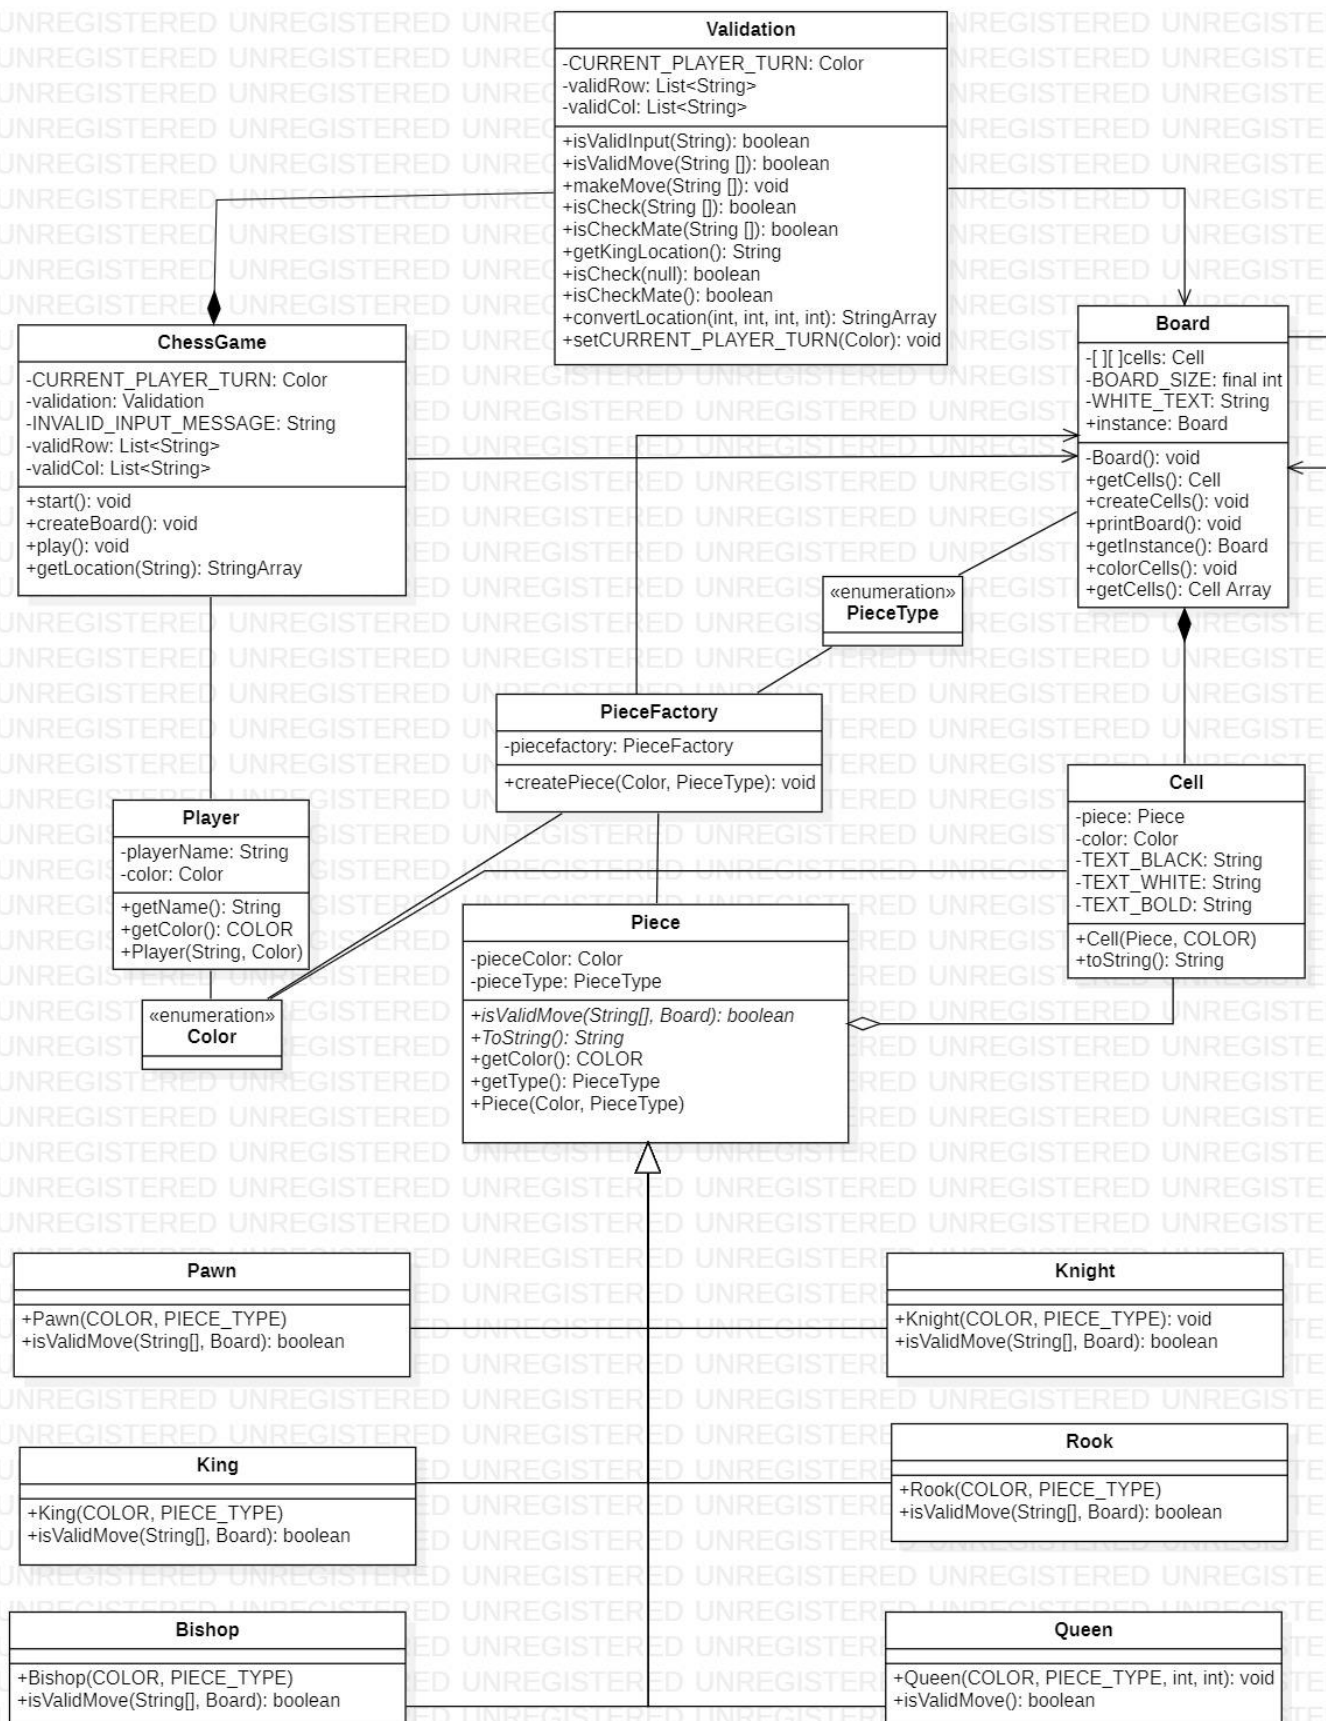 Validation
-CURRENT_PLAYER_TURN: Color
-validRow: List<String>
-validCol: List<String>
+isValidInput(String): boolean
+isValidMove(String []): boolean
+makeMove(String []): void
+isCheck(String []): boolean
+isCheckMate(String []): boolean
+getKingLocation(): String
+isCheck(null): boolean
+isCheckMate(): boolean
+convertLocation(int, int, int, int): StringArray
+setCURRENT_PLAYER_TURN(Color): void
ChessGame
-CURRENT_PLAYER_TURN: Color
-validation: Validation
-INVALID_INPUT_MESSAGE: String
-validRow: List<String>
-validCol: List<String>
+start(): void
+createBoard(): void
+play(): void
+getLocation(String): StringArray
Board
-[ ][ ]cells: Cell
-BOARD_SIZE: final int
-WHITE_TEXT: String
+instance: Board
-Board(): void
+getCells(): Cell
+createCells(): void
+printBoard(): void
+getInstance(): Board
+colorCells(): void
+getCells(): Cell Array
«enumeration»
PieceType
PieceFactory
-piecefactory: PieceFactory
+createPiece(Color, PieceType): void
Player
-playerName: String
-color: Color
+getName(): String
+getColor(): COLOR
+Player(String, Color)
Cell
-piece: Piece
-color: Color
-TEXT_BLACK: String
-TEXT_WHITE: String
-TEXT_BOLD: String
+Cell(Piece, COLOR)
+toString(): String
«enumeration»
Color
Piece
-pieceColor: Color
-pieceType: PieceType
+isValidMove(String[], Board): boolean
+ToString(): String
+getColor(): COLOR
+getType(): PieceType
+Piece(Color, PieceType)
Pawn
+Pawn(COLOR, PIECE_TYPE)
+isValidMove(String[], Board): boolean
Knight
+Knight(COLOR, PIECE_TYPE): void
+isValidMove(String[], Board): boolean
King
+King(COLOR, PIECE_TYPE)
+isValidMove(String[], Board): boolean
Rook
+Rook(COLOR, PIECE_TYPE)
+isValidMove(String[], Board): boolean
Bishop
+Bishop(COLOR, PIECE_TYPE)
+isValidMove(String[], Board): boolean
Queen
+Queen(COLOR, PIECE_TYPE, int, int): void
+isValidMove(): boolean